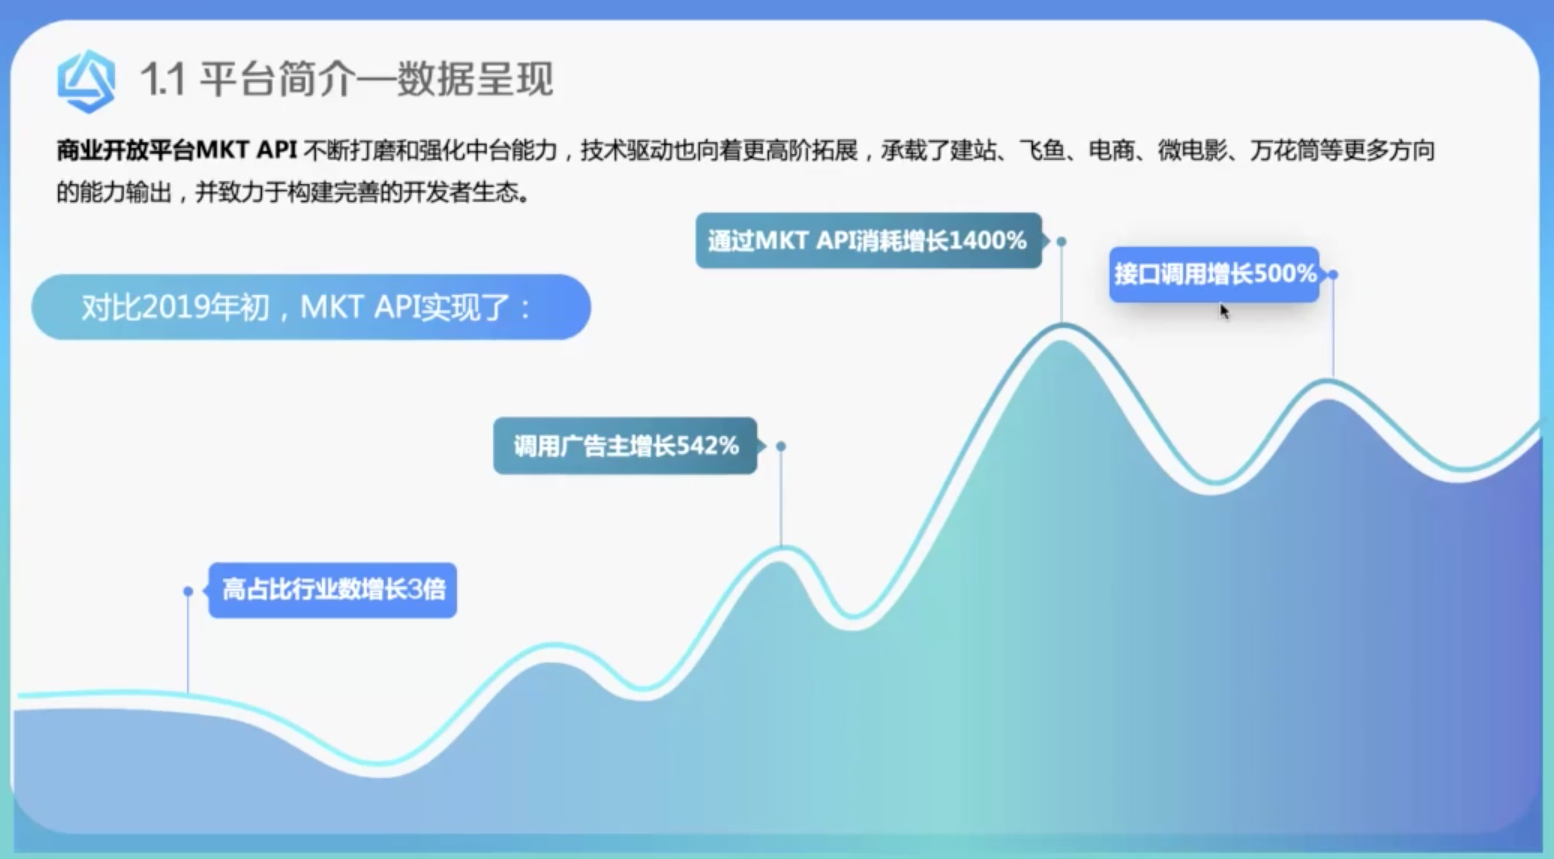 1.1 平台简介—数据呈现
商业开放平台MKT API 不断打磨和强化中台能力，技术驱动也向着更高阶拓展，承载了建站、飞鱼、电商、微电影、万花筒等更多方向
的能力输出，并致力于构建完善的开发者生态。
通过MKT API消耗增长1400%
接口调用增长500%
对比2019年初，MKT API实现了：
调用广告主增长542%
高占比行业数增长3倍